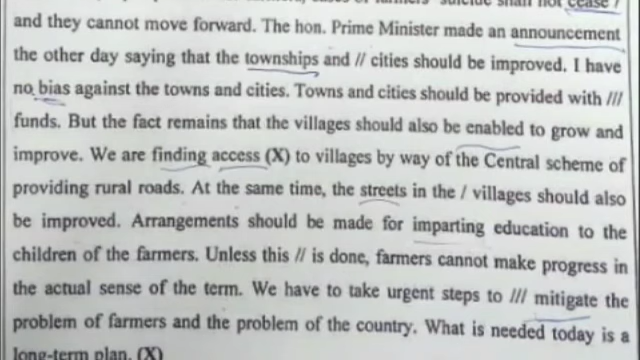 suicide shall not cease /
and they cannot move forward. The hon. Prime Minister made an announcement
the other day saying that the townships and // cities should be improved. I have
no bias against the towns and cities. Towns and cities should be provided with ///
funds. But the fact remains that the villages should also be enabled to grow and
improve. We are finding access (X) to villages by way of the Central scheme of
providing rural roads. At the same time, the streets in the / villages should also
be improved. Arrangements should be made for imparting education to the
children of the farmers. Unless this // is done, farmers cannot make progress in
the actual sense of the term. We have to take urgent steps to /// mitigate the
problem of farmers and the problem of the country. What is needed today is a
long-term plan. (X)